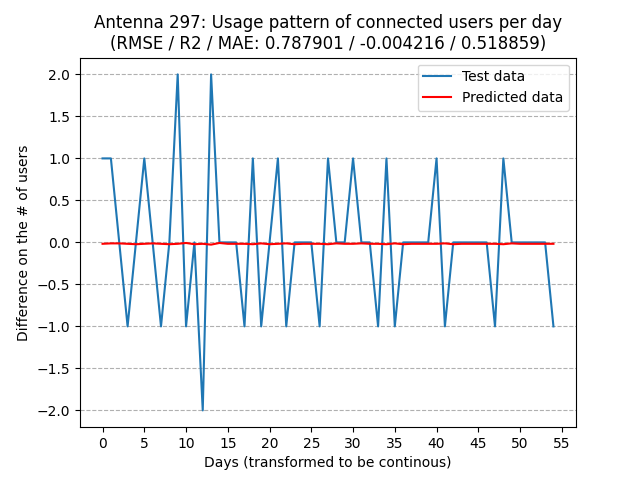 Antenna 297: Usage pattern of connected users per day
(RMSE / R2 / MAE: 0.787901 / -0.004216 / 0.518859)
Test data
Predicted data
2.0
1.5
1.0
0.5
0.0
−0.5
−1.0
−1.5
−2.0
Difference on the # of users
0 5 10 15 20 25 30 35 40 45 50 55
Days (transformed to be continous)